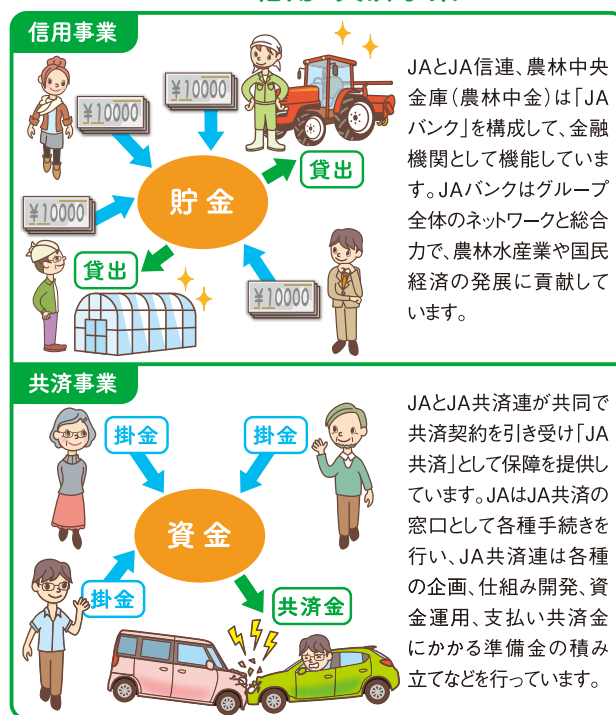 信用事業
¥10000
¥10000
¥10000
¥10000
貯金
貸出
貸出
JAとJA信連、農林中央
金庫(農林中金)は「JA
バンク」を構成して、金融
機関として機能していま
す。JAバンクはグループ
全体のネットワークと総合
力で、農林水産業や国民
経済の発展に貢献して
います。
共済事業
掛金
掛金
資金
掛金
共済金
JAとJA共済連が共同で
共済契約を引き受け「JA
共済」として保障を提供し
ています。JAはJA共済の
窓口として各種手続きを
行い、JA共済連は各種
の企画、仕組み開発、資
金運用、支払い共済金
にかかる準備金の積み
立てなどを行っています。